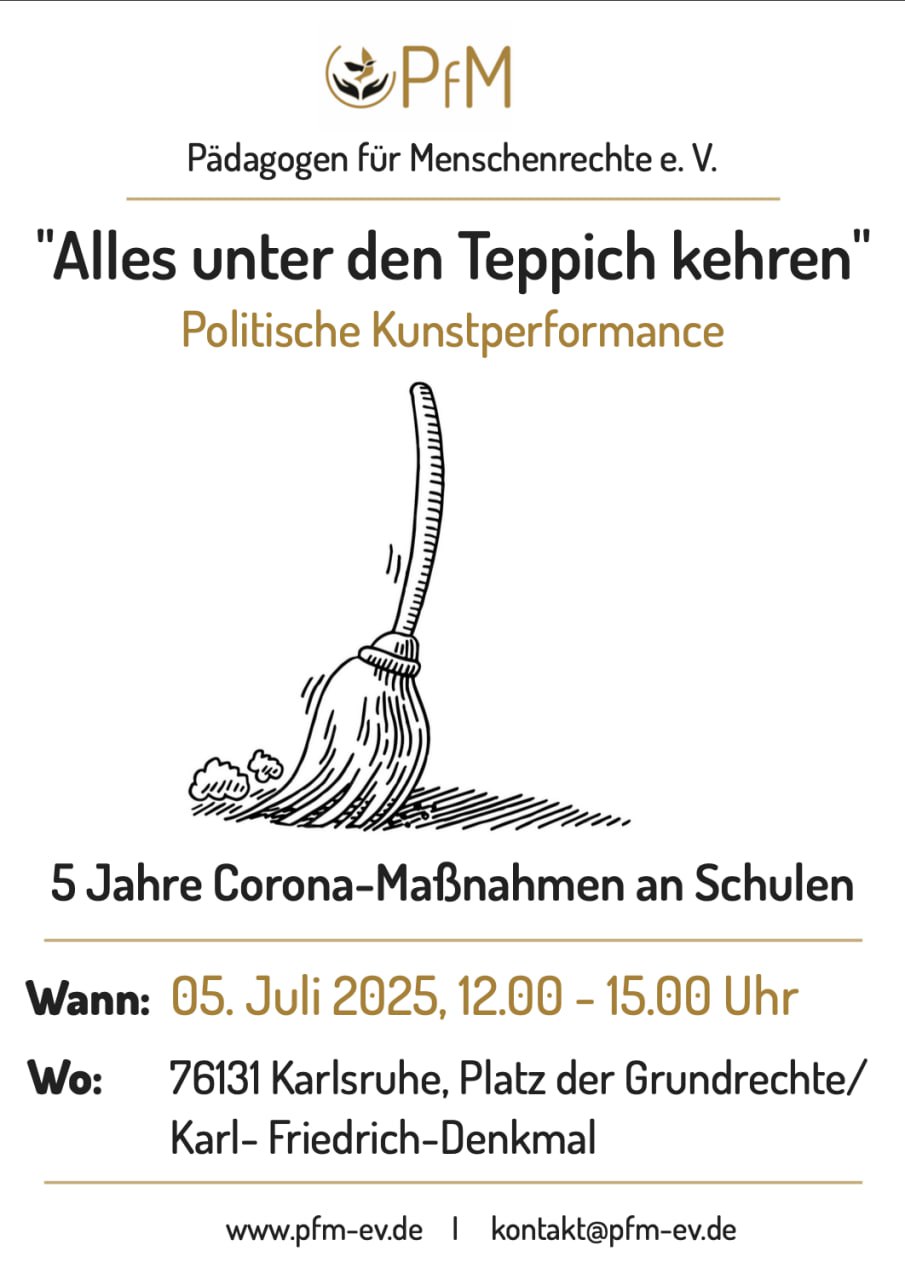 PfM
Pädagogen für Menschenrechte e. V.
"Alles unter den Teppich kehren"
Politische Kunstperformance
5 Jahre Corona-Maßnahmen an Schulen
Wann: 05. Juli 2025, 12.00 - 15.00 Uhr
Wo: 76131 Karlsruhe, Platz der Grundrechte/
Karl- Friedrich-Denkmal
www.pfm-ev.de | kontakt@pfm-ev.de